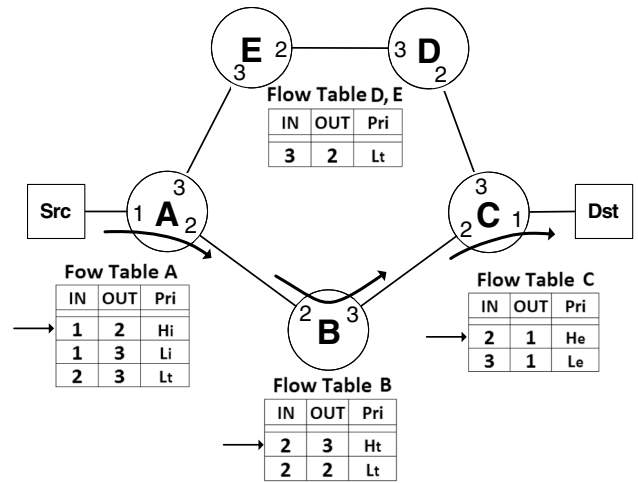 E 2 3 D
3 2
Flow Table D, E
IN OUT Pri
3 2 Lt
Src 1 A 3 2
3 C 1 2 Dst
Fow Table A
IN OUT Pri
1 2 Hi
1 3 Li
2 3 Lt
2 B 3
Flow Table C
IN OUT Pri
2 1 He
3 1 Le
Flow Table B
IN OUT Pri
2 3 Ht
2 2 Lt